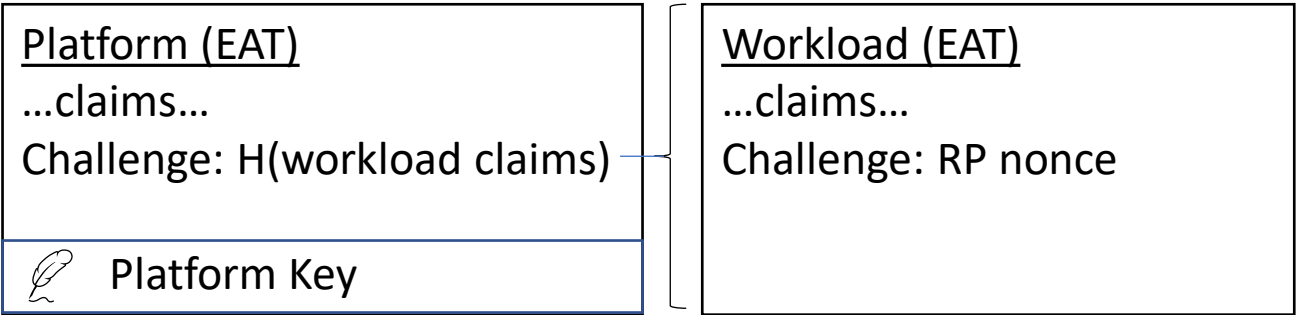 Platform (EAT)
…claims…
Challenge: H(workload claims)
Platform Key
Workload (EAT)
…claims…
Challenge: RP nonce